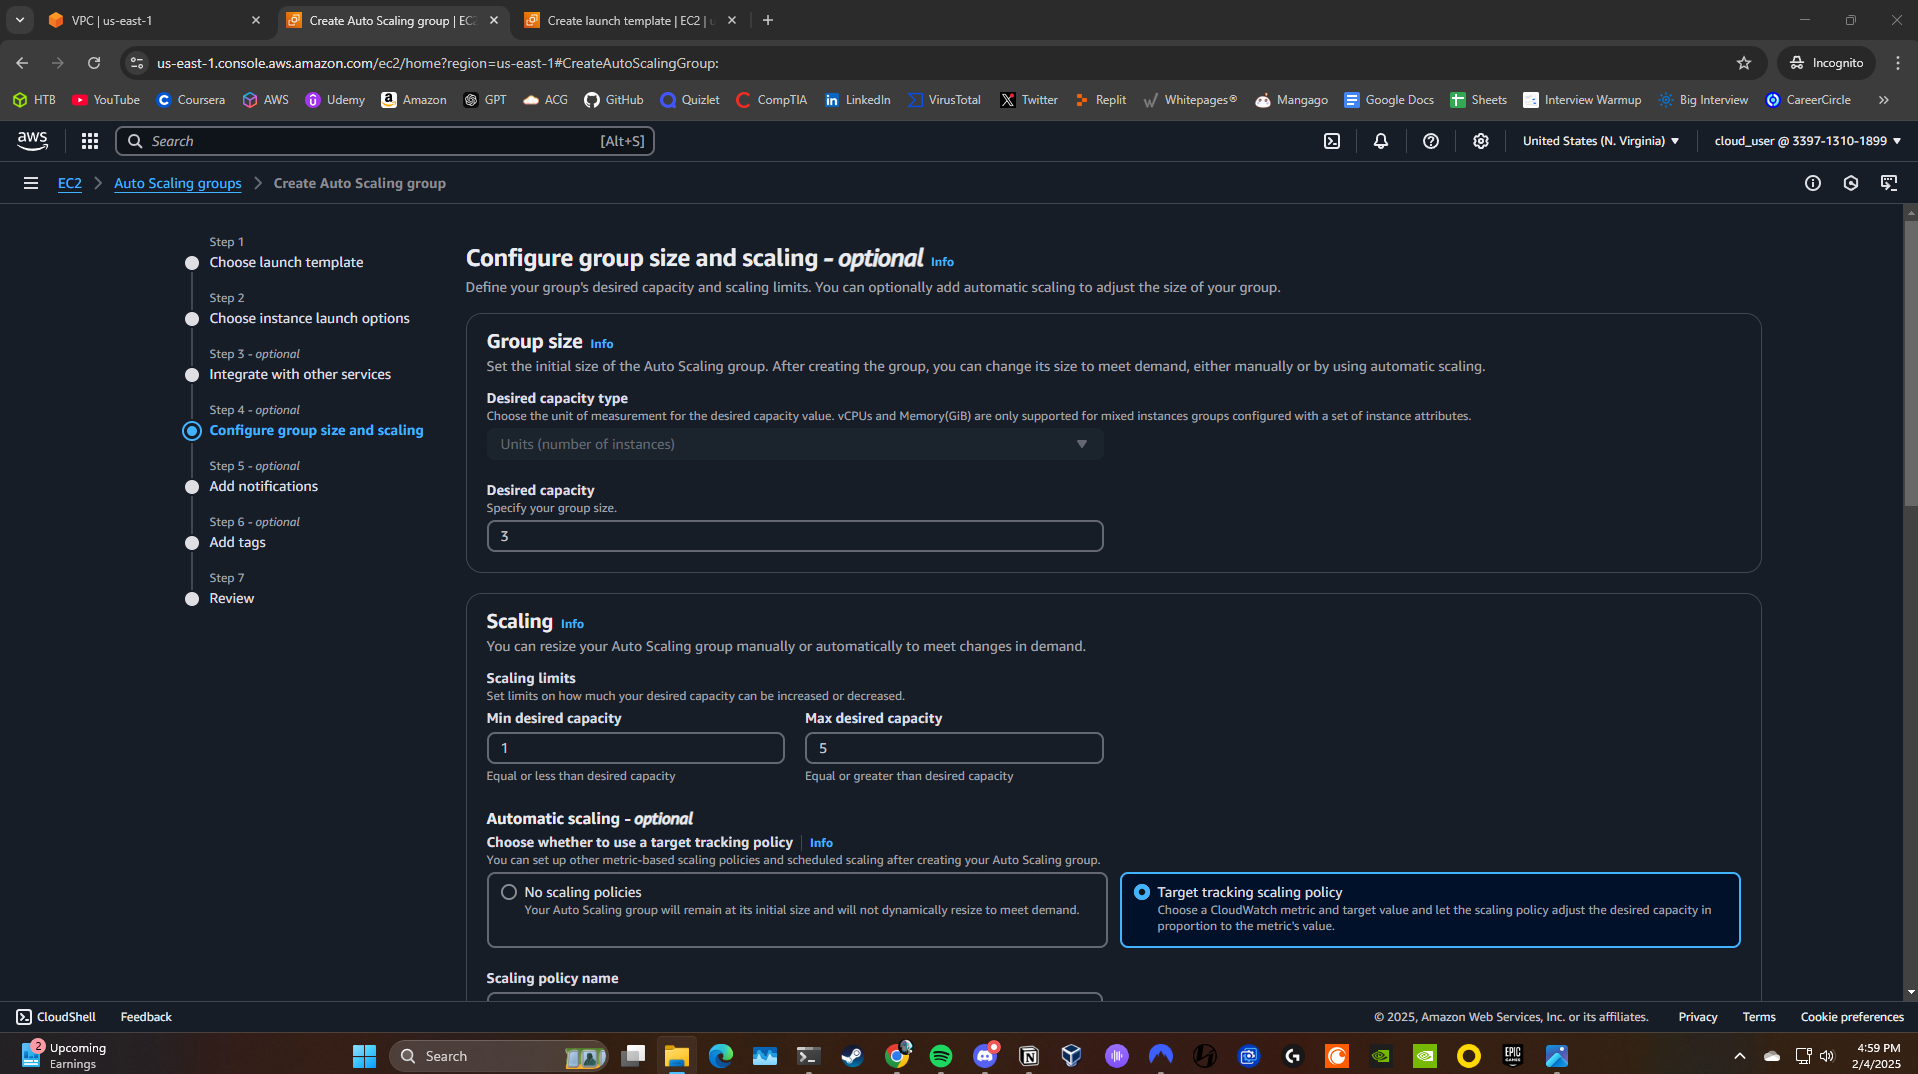 VPC | us-east-1
Create Auto Scaling group | EC2
Create launch template | EC2 | u
us-east-1.console.aws.amazon.com/ec2/home?region=us-east-1#CreateAutoScalingGroup:
Incognito
HTB
YouTube
Coursera
AWS
Udemy
Amazon
GPT
ACG
GitHub
Quizlet
CompTIA
LinkedIn
VirusTotal
Twitter
Replit
Whitepages®
Mangago
Google Docs
Sheets
Interview Warmup
Big Interview
CareerCircle
aws
Search
[Alt+S]
United States (N. Virginia)
cloud_user @ 3397-1310-1899
EC2
Auto Scaling groups
Create Auto Scaling group
Step 1
Choose launch template
Step 2
Choose instance launch options
Step 3 - optional
Integrate with other services
Step 4 - optional
Configure group size and scaling
Step 5 - optional
Add notifications
Step 6 - optional
Add tags
Step 7
Review
Configure group size and scaling - optional Info
Define your group's desired capacity and scaling limits. You can optionally add automatic scaling to adjust the size of your group.
Group size Info
Set the initial size of the Auto Scaling group. After creating the group, you can change its size to meet demand, either manually or by using automatic scaling.
Desired capacity type
Choose the unit of measurement for the desired capacity value. vCPUs and Memory(GiB) are only supported for mixed instances groups configured with a set of instance attributes.
Units (number of instances)
Desired capacity
Specify your group size.
3
Scaling Info
You can resize your Auto Scaling group manually or automatically to meet changes in demand.
Scaling limits
Set limits on how much your desired capacity can be increased or decreased.
Min desired capacity
1
Equal or less than desired capacity
Max desired capacity
5
Equal or greater than desired capacity
Automatic scaling - optional
Choose whether to use a target tracking policy Info
You can set up other metric-based scaling policies and scheduled scaling after creating your Auto Scaling group.
No scaling policies
Your Auto Scaling group will remain at its initial size and will not dynamically resize to meet demand.
Target tracking scaling policy
Choose a CloudWatch metric and target value and let the scaling policy adjust the desired capacity in
proportion to the metric's value.
Scaling policy name
CloudShell
Feedback
© 2025, Amazon Web Services, Inc. or its affiliates.
Privacy
Terms
Cookie preferences
2
Upcoming
Earnings
Search
EPIC
GAMES
4:59 PM
2/4/2025